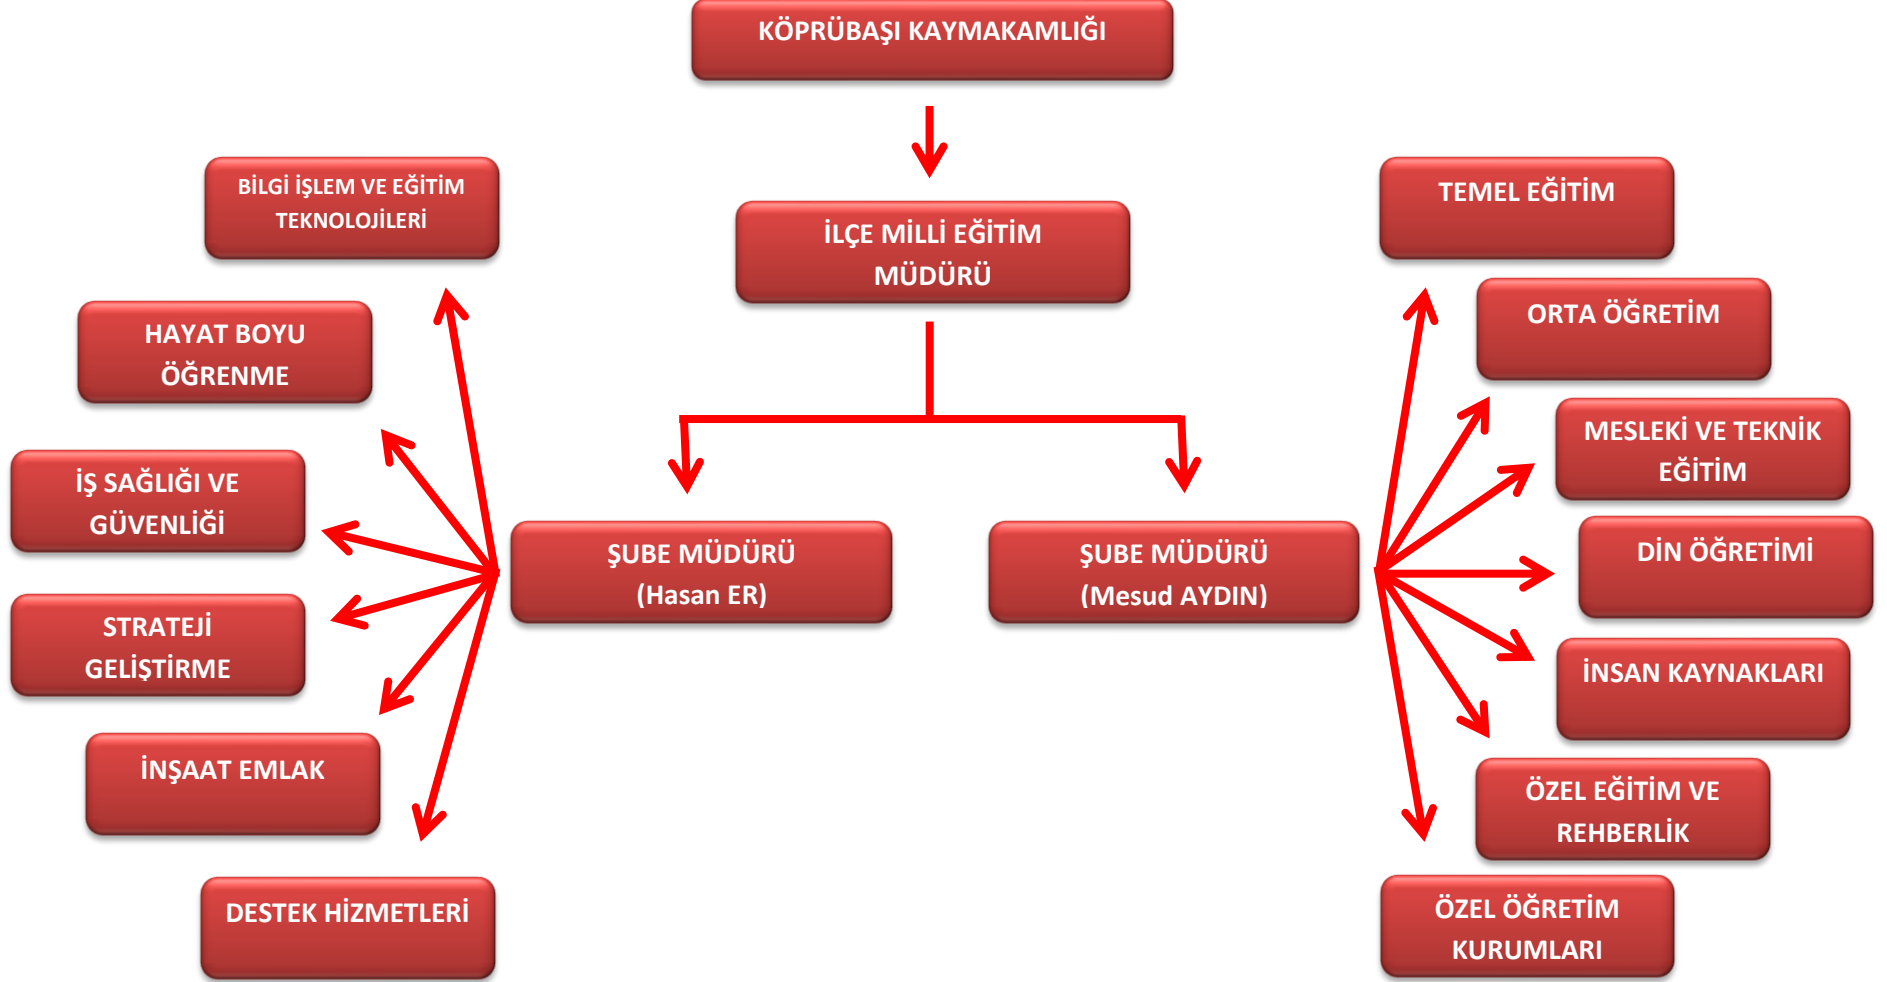 KÖPRÜBAŞI KAYMAKAMLIĞI
İLÇE MİLLİ EĞİTİM
MÜDÜRÜ
BİLGİ İŞLEM VE EĞİTİM
TEKNOLOJİLERİ
HAYAT BOYU
ÖĞRENME
İŞ SAĞLIĞI VE
GÜVENLİĞİ
STRATEJİ
GELİŞTİRME
İNŞAAT EMLAK
DESTEK HİZMETLERİ
ŞUBE MÜDÜRÜ
(Hasan ER)
ŞUBE MÜDÜRÜ
(Mesud AYDIN)
TEMEL EĞİTİM
ORTA ÖĞRETİM
MESLEKİ VE TEKNİK
EĞİTİM
DİN ÖĞRETİMİ
İNSAN KAYNAKLARI
ÖZEL EĞİTİM VE
REHBERLİK
ÖZEL ÖĞRETİM
KURUMLARI